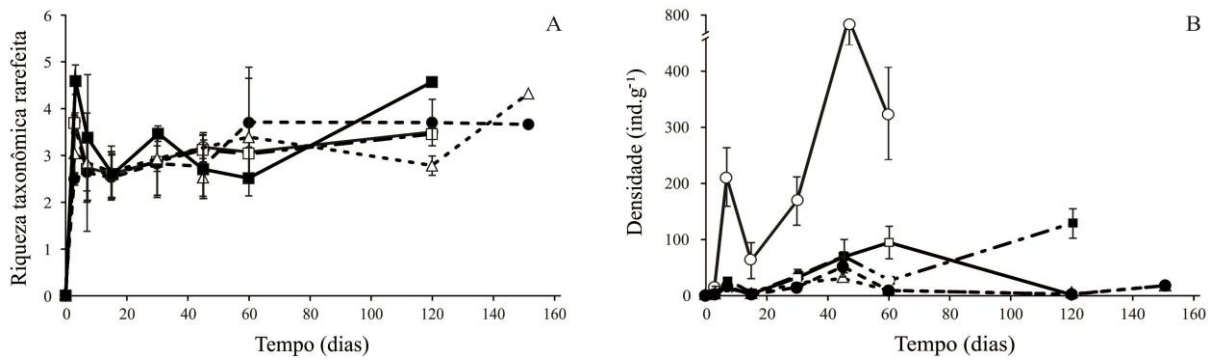 A
Riqueza taxonômica rarefeita
6
5
4
3
2
1
0
0 20 40 60 80 100 120 140 160
Tempo (dias)
B
Densidade (ind.g⁻¹)
800
400
300
200
100
0
0 20 40 60 80 100 120 140 160
Tempo (dias)